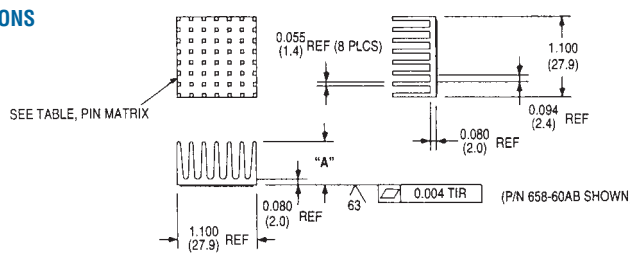 ONS
0.055
(1.4) REF (8 PLCS)
1.100
(27.9)
SEE TABLE, PIN MATRIX
0.094
(2.4) REF
0.080
(2.0) REF
"A"
0.080
(2.0) REF
63
0.004 TIR
(P/N 658-60AB SHOWN
1.100
(27.9) REF